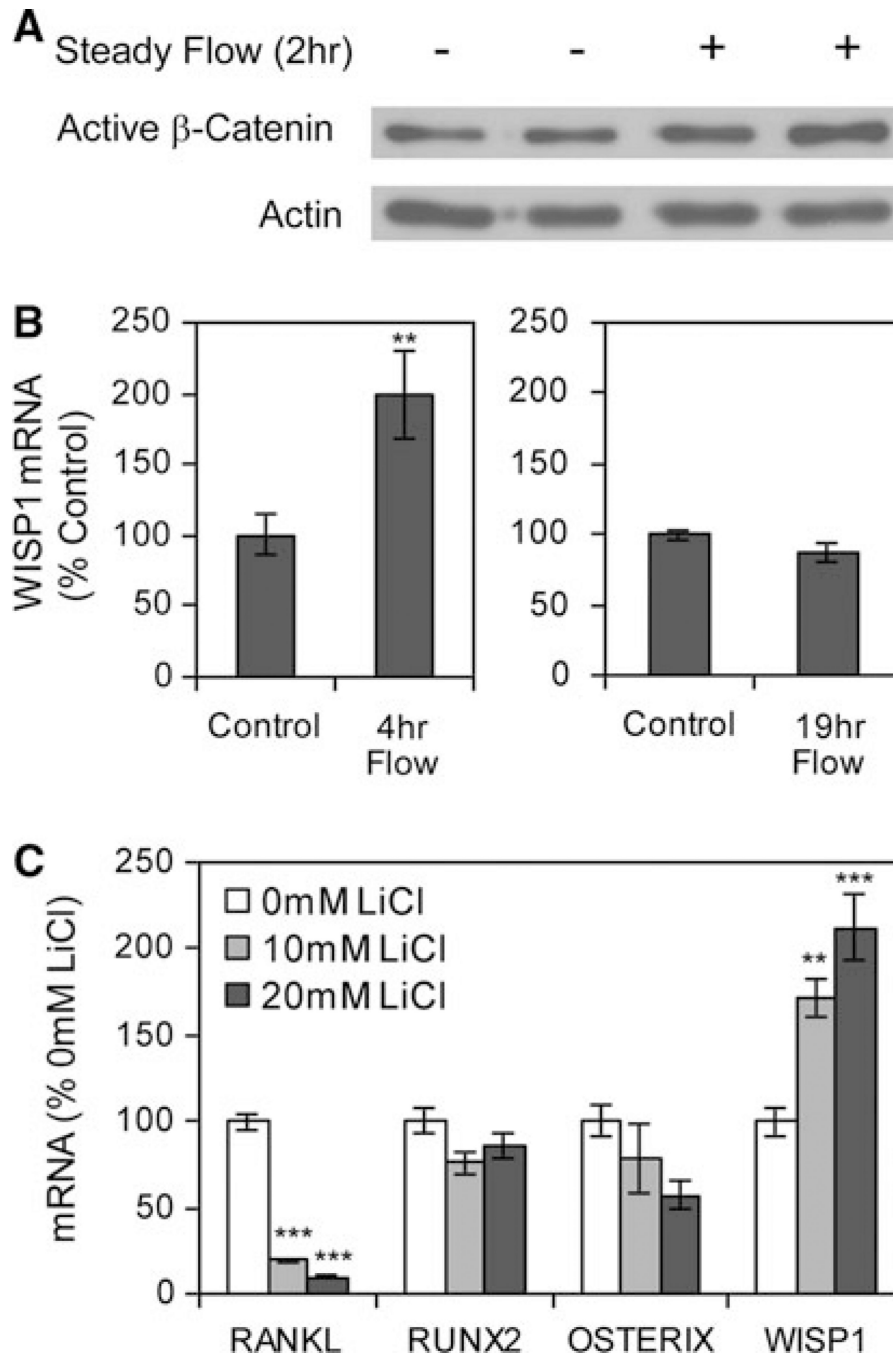 A
Steady Flow (2hr) - - + +
Active β-Catenin
Actin
B
WISP1 mRNA
(% Control)
250
200
150
100
50
0
**
Control
4hr
Flow
250
200
150
100
50
0
Control
19hr
Flow
C
mRNA (% 0mM LiCl)
250
200
150
100
50
0
0mM LiCl
10mM LiCl
20mM LiCl
*** ***
** ***
RANKL RUNX2 OSTERIX WISP1